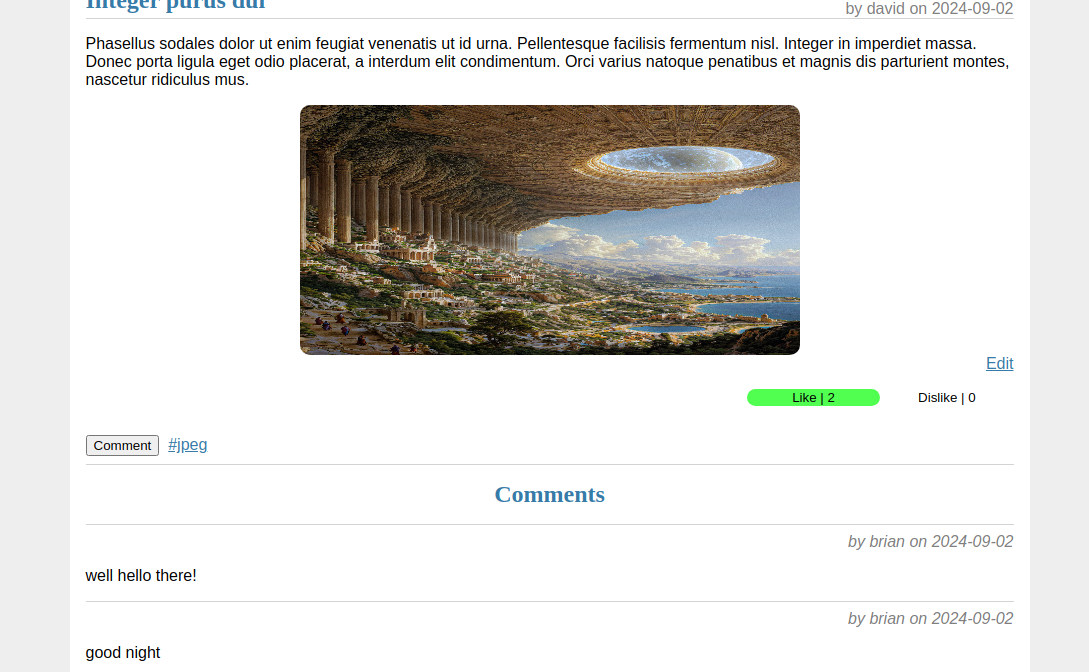 Integer purus dui
by david on 2024-09-02
Phasellus sodales dolor ut enim feugiat venenatis ut id urna. Pellentesque facilisis fermentum nisl. Integer in imperdiet massa.
Donec porta ligula eget odio placerat, a interdum elit condimentum. Orci varius natoque penatibus et magnis dis parturient montes,
nascetur ridiculus mus.
Edit
Like | 2 Dislike | 0
Comment #jpeg
Comments
by brian on 2024-09-02
well hello there!
by brian on 2024-09-02
good night